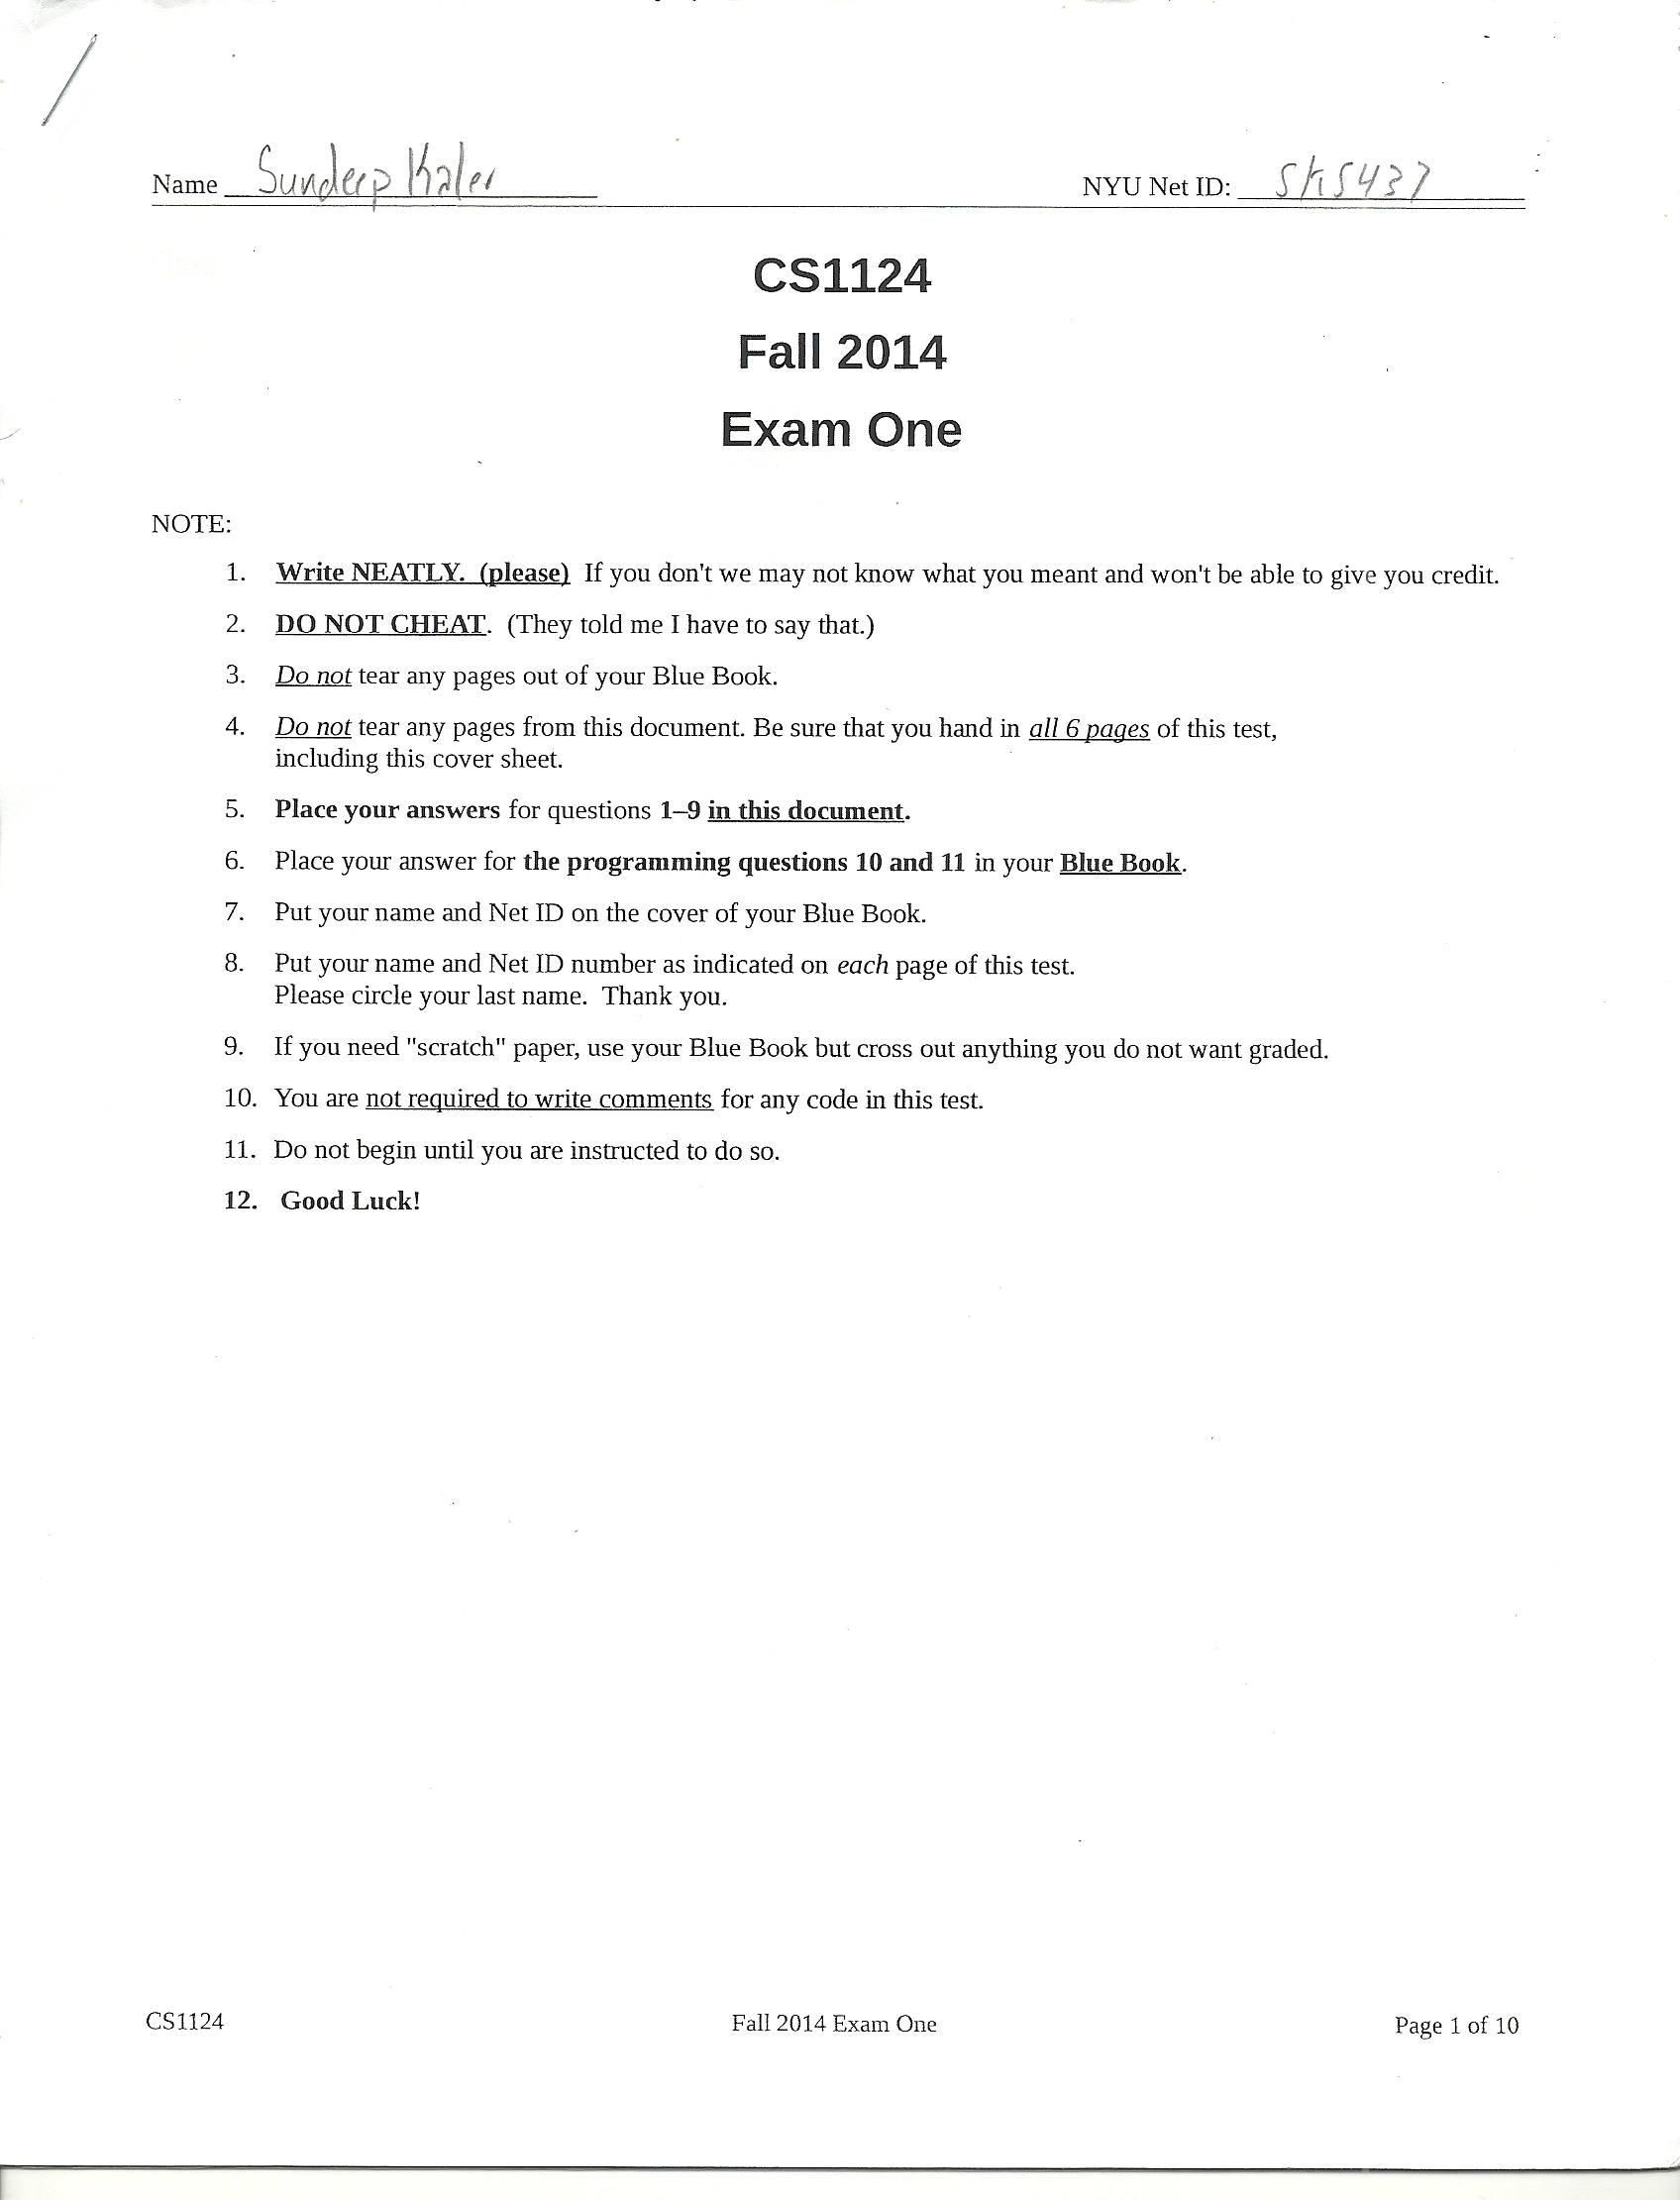 Name Sundeep Kaler NYU Net ID: SKS437
CS1124
Fall 2014
Exam One
NOTE:
1. Write NEATLY. (please) If you don't we may not know what you meant and won't be able to give you credit.
2. DO NOT CHEAT. (They told me I have to say that.)
3. Do not tear any pages out of your Blue Book.
4. Do not tear any pages from this document. Be sure that you hand in all 6 pages of this test,
including this cover sheet.
5. Place your answers for questions 1–9 in this document.
6. Place your answer for the programming questions 10 and 11 in your Blue Book.
7. Put your name and Net ID on the cover of your Blue Book.
8. Put your name and Net ID number as indicated on each page of this test.
Please circle your last name. Thank you.
9. If you need "scratch" paper, use your Blue Book but cross out anything you do not want graded.
10. You are not required to write comments for any code in this test.
11. Do not begin until you are instructed to do so.
12. Good Luck!
CS1124 Fall 2014 Exam One Page 1 of 10